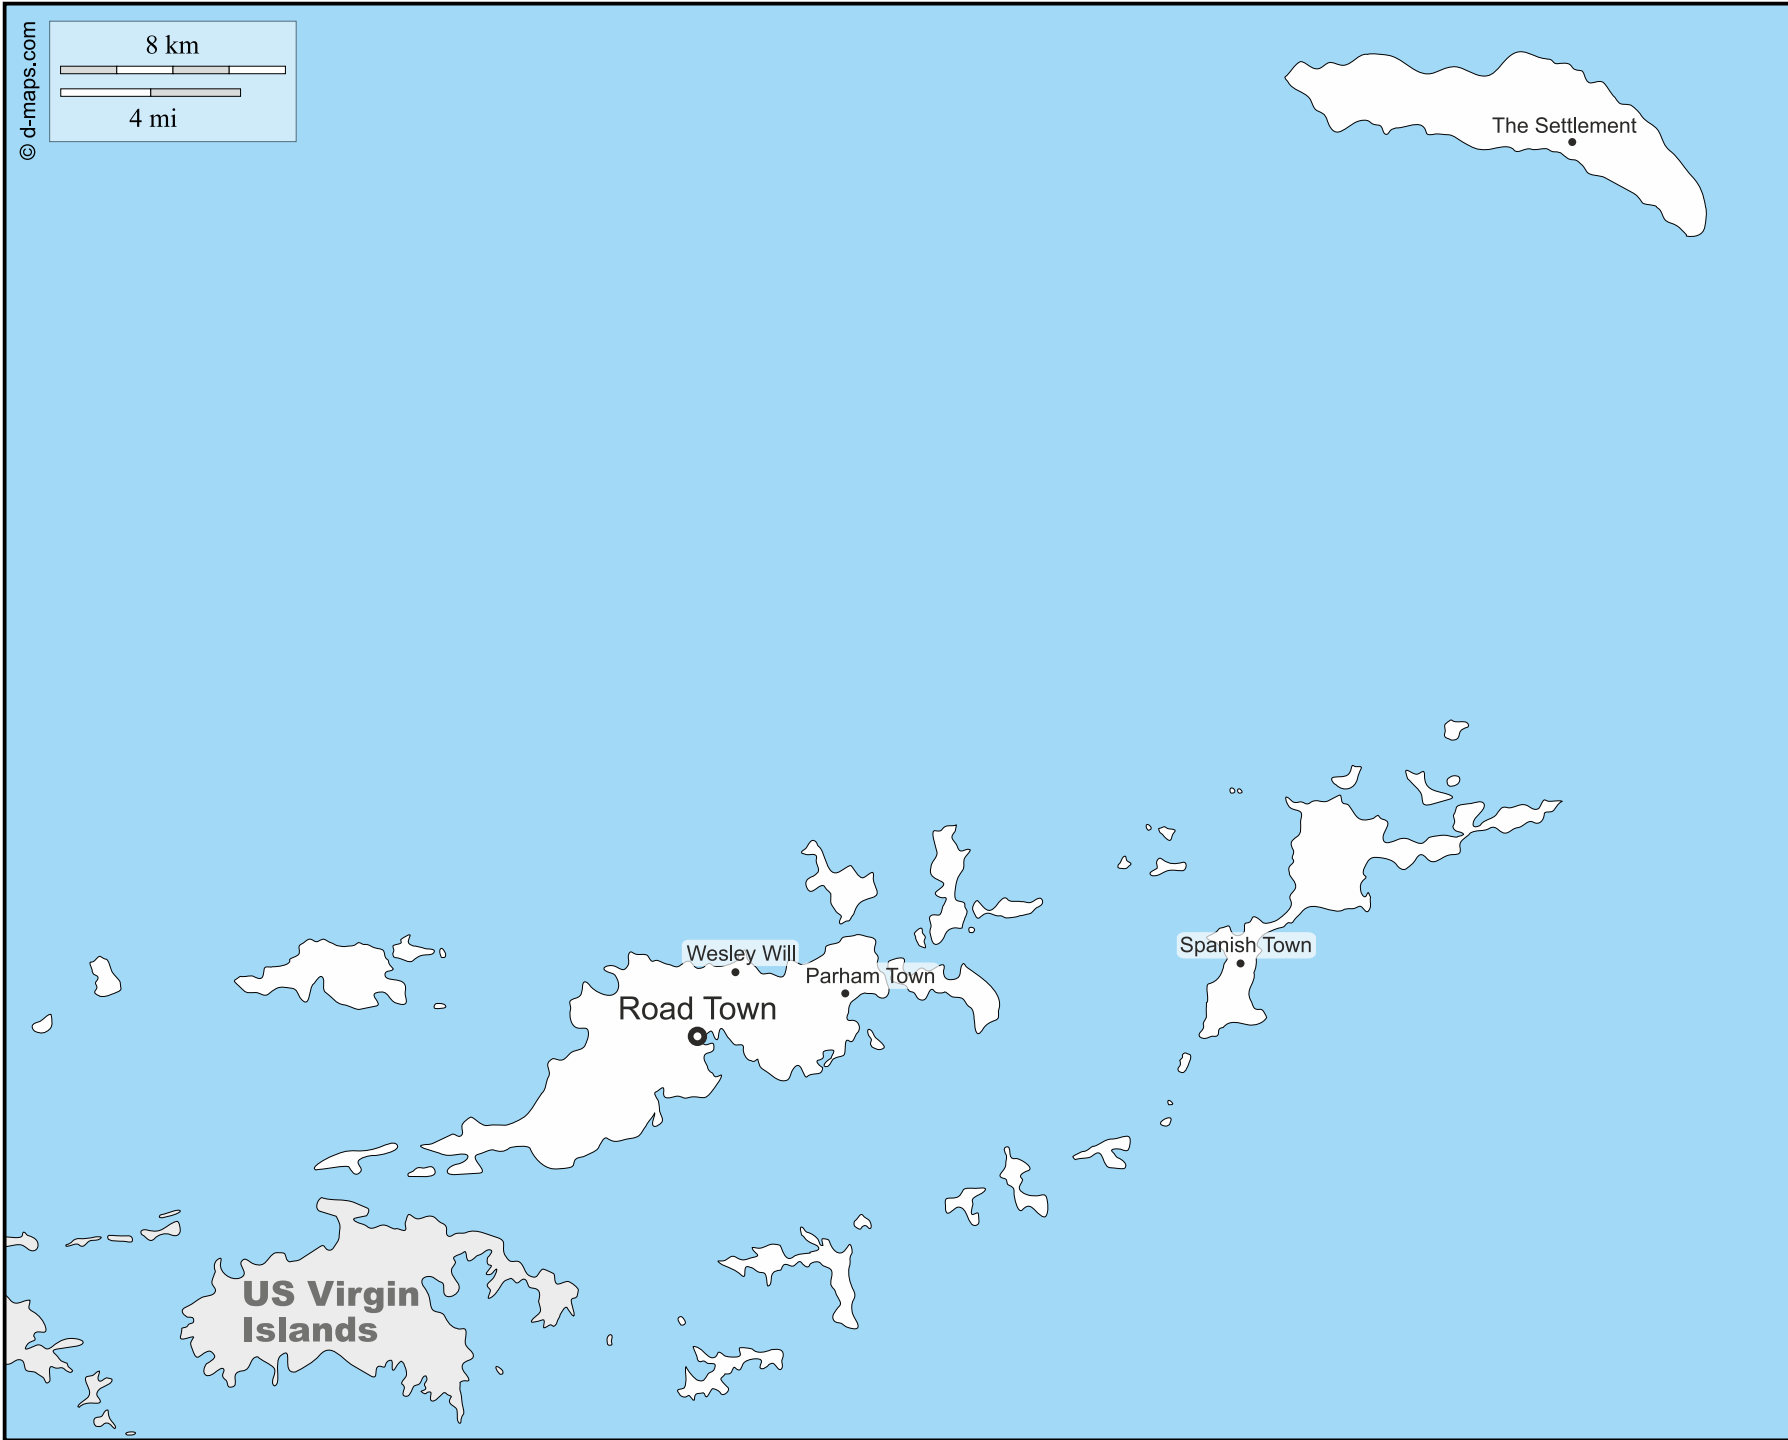 © d-maps.com
8 km
4 mi
The Settlement
Spanish Town
Wesley Will
Parham Town
Road Town
US Virgin
Islands